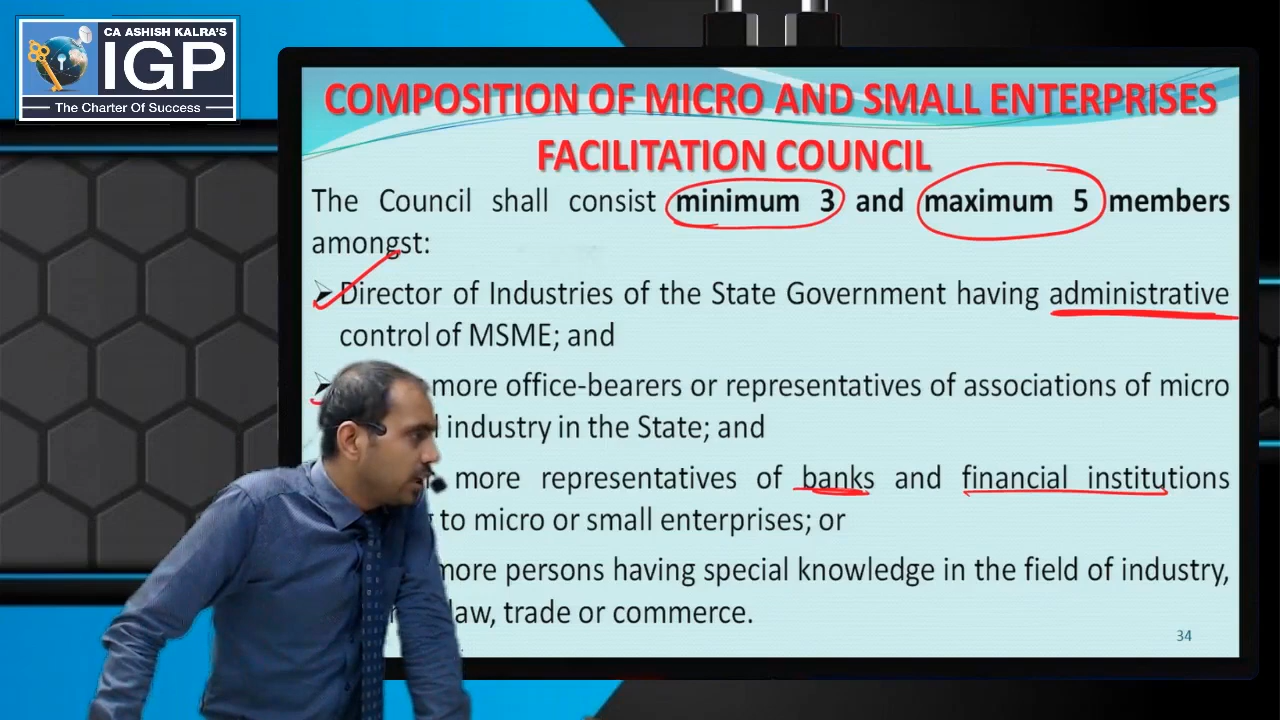 CA ASHISH KALRA'S
IGP
The Charter Of Success
COMPOSITION OF MICRO AND SMALL ENTERPRISES
FACILITATION COUNCIL
The Council shall consist minimum 3 and maximum 5 members
amongst:
Director of Industries of the State Government having administrative
control of MSME; and
more office-bearers or representatives of associations of micro
industry in the State; and
more representatives of banks and financial institutions
to micro or small enterprises; or
more persons having special knowledge in the field of industry,
law, trade or commerce.
34